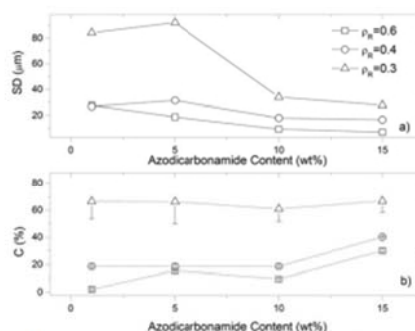 80
60
40
20
SD (μm)
ρR=0.6
ρR=0.4
ρR=0.3
a)
0 5 10 15
Azodicarbonamide Content (wt%)
80
60
40
20
0
C (%)
b)
0 5 10 15
Azodicarbonamide Content (wt%)